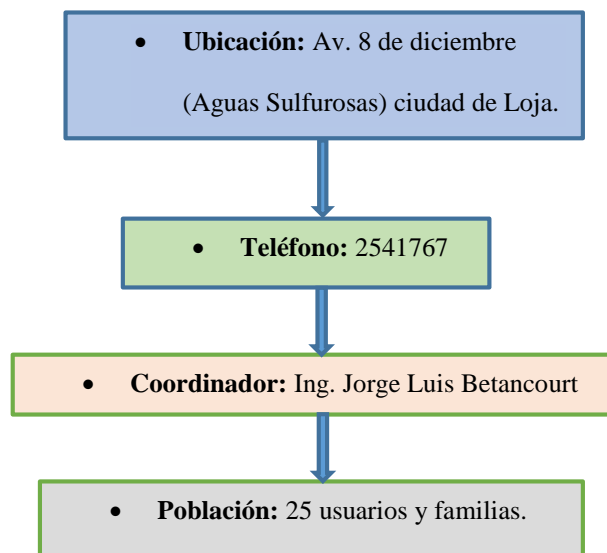 • Ubicación: Av. 8 de diciembre
(Aguas Sulfurosas) ciudad de Loja.
• Teléfono: 2541767
• Coordinador: Ing. Jorge Luis Betancourt
• Población: 25 usuarios y familias.